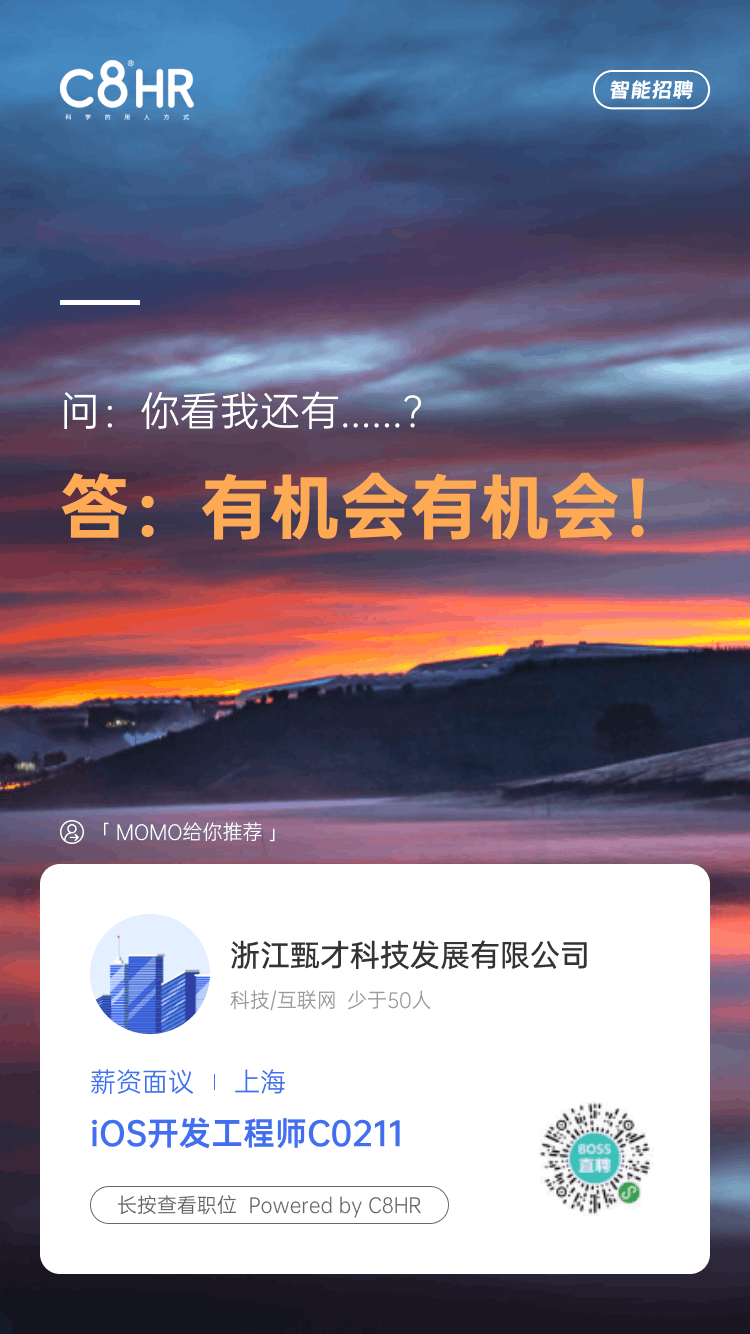 C8HR®
科学的用人方式
智能招聘
问：你看我还有......？
答：有机会有机会！
「 MOMO给你推荐 」
浙江甄才科技发展有限公司
科技/互联网 少于50人
薪资面议 | 上海
iOS开发工程师C0211
BOSS
直聘
长按查看职位 Powered by C8HR